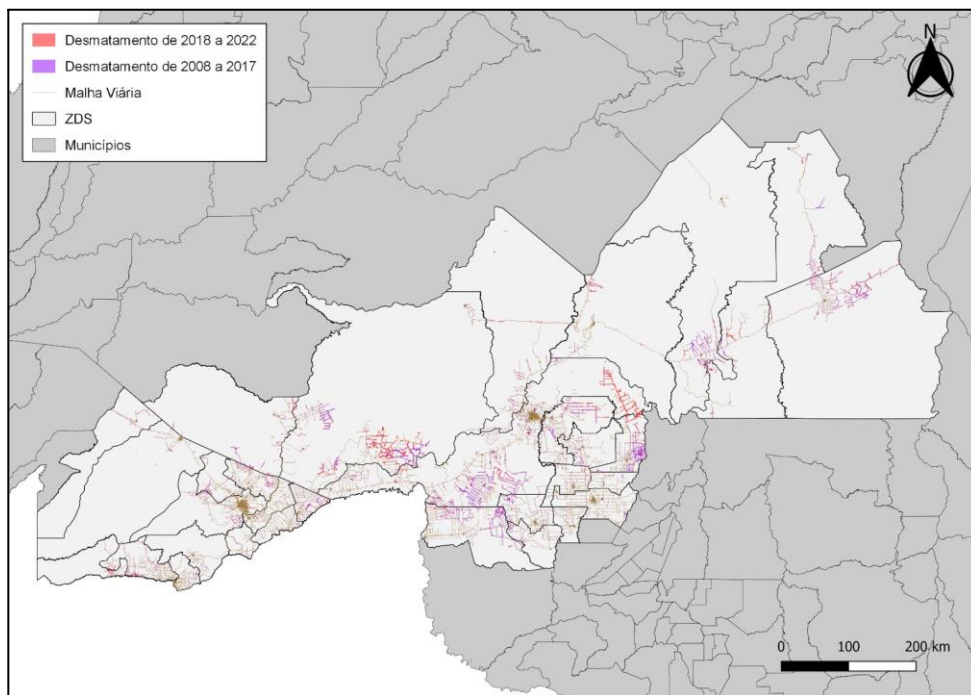 Desmatamento de 2018 a 2022
Desmatamento de 2008 a 2017
Malha Viária
ZDS
Municípios
N
0 100 200 km